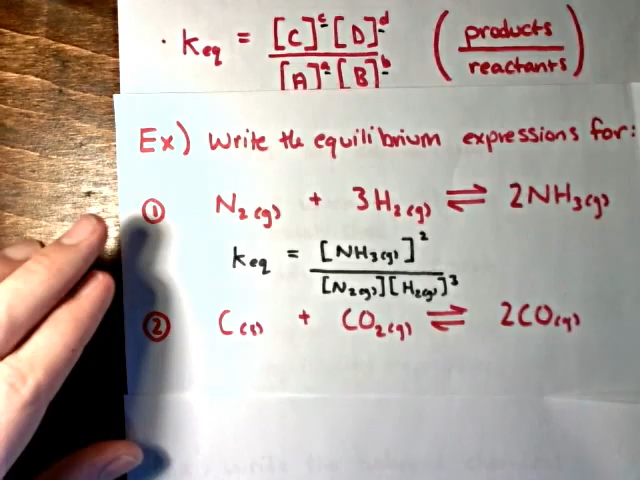 · Keq = [C]^c [D]^d / [A]^a [B]^b (products / reactants)
Ex) Write the equilibrium expressions for:
① N₂(g) + 3H₂(g) ⇌ 2NH₃(g)
Keq = [NH₃(g)]² / [N₂(g)][H₂(g)]³
② C(s) + CO₂(g) ⇌ 2CO(g)